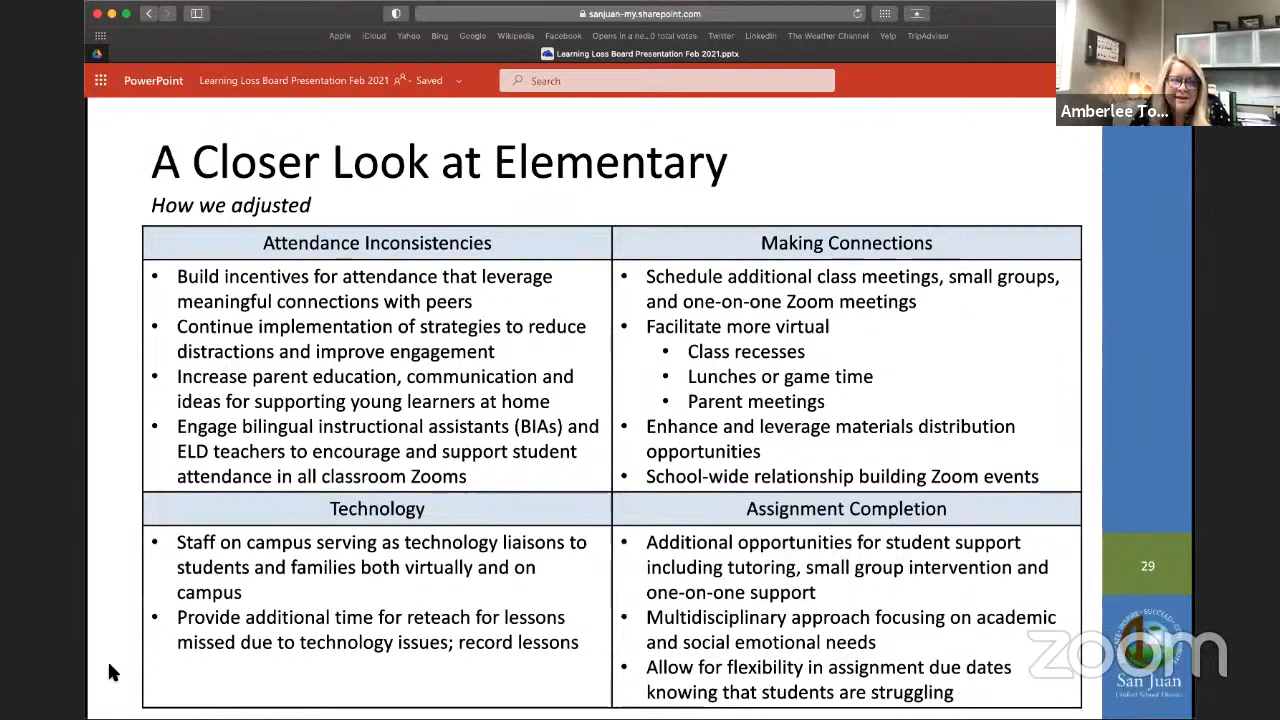 sanjuan-my.sharepoint.com
Apple iCloud Yahoo Bing Google Wikipedia Facebook Opens in a ne...0 total votes Twitter LinkedIn The Weather Channel Yelp TripAdvisor
Learning Loss Board Presentation Feb 2021.pptx
PowerPoint Learning Loss Board Presentation Feb 2021 - Saved Search
Amberlee To...
A Closer Look at Elementary
How we adjusted
Attendance Inconsistencies
• Build incentives for attendance that leverage
meaningful connections with peers
• Continue implementation of strategies to reduce
distractions and improve engagement
• Increase parent education, communication and
ideas for supporting young learners at home
• Engage bilingual instructional assistants (BIAs) and
ELD teachers to encourage and support student
attendance in all classroom Zooms
Making Connections
• Schedule additional class meetings, small groups,
and one-on-one Zoom meetings
• Facilitate more virtual
• Class recesses
• Lunches or game time
• Parent meetings
• Enhance and leverage materials distribution
opportunities
• School-wide relationship building Zoom events
Technology
• Staff on campus serving as technology liaisons to
students and families both virtually and on
campus
• Provide additional time for reteach for lessons
missed due to technology issues; record lessons
Assignment Completion
• Additional opportunities for student support
including tutoring, small group intervention and
one-on-one support
• Multidisciplinary approach focusing on academic
and social emotional needs
• Allow for flexibility in assignment due dates
knowing that students are struggling
29
zoom
San Juan
Unified School District